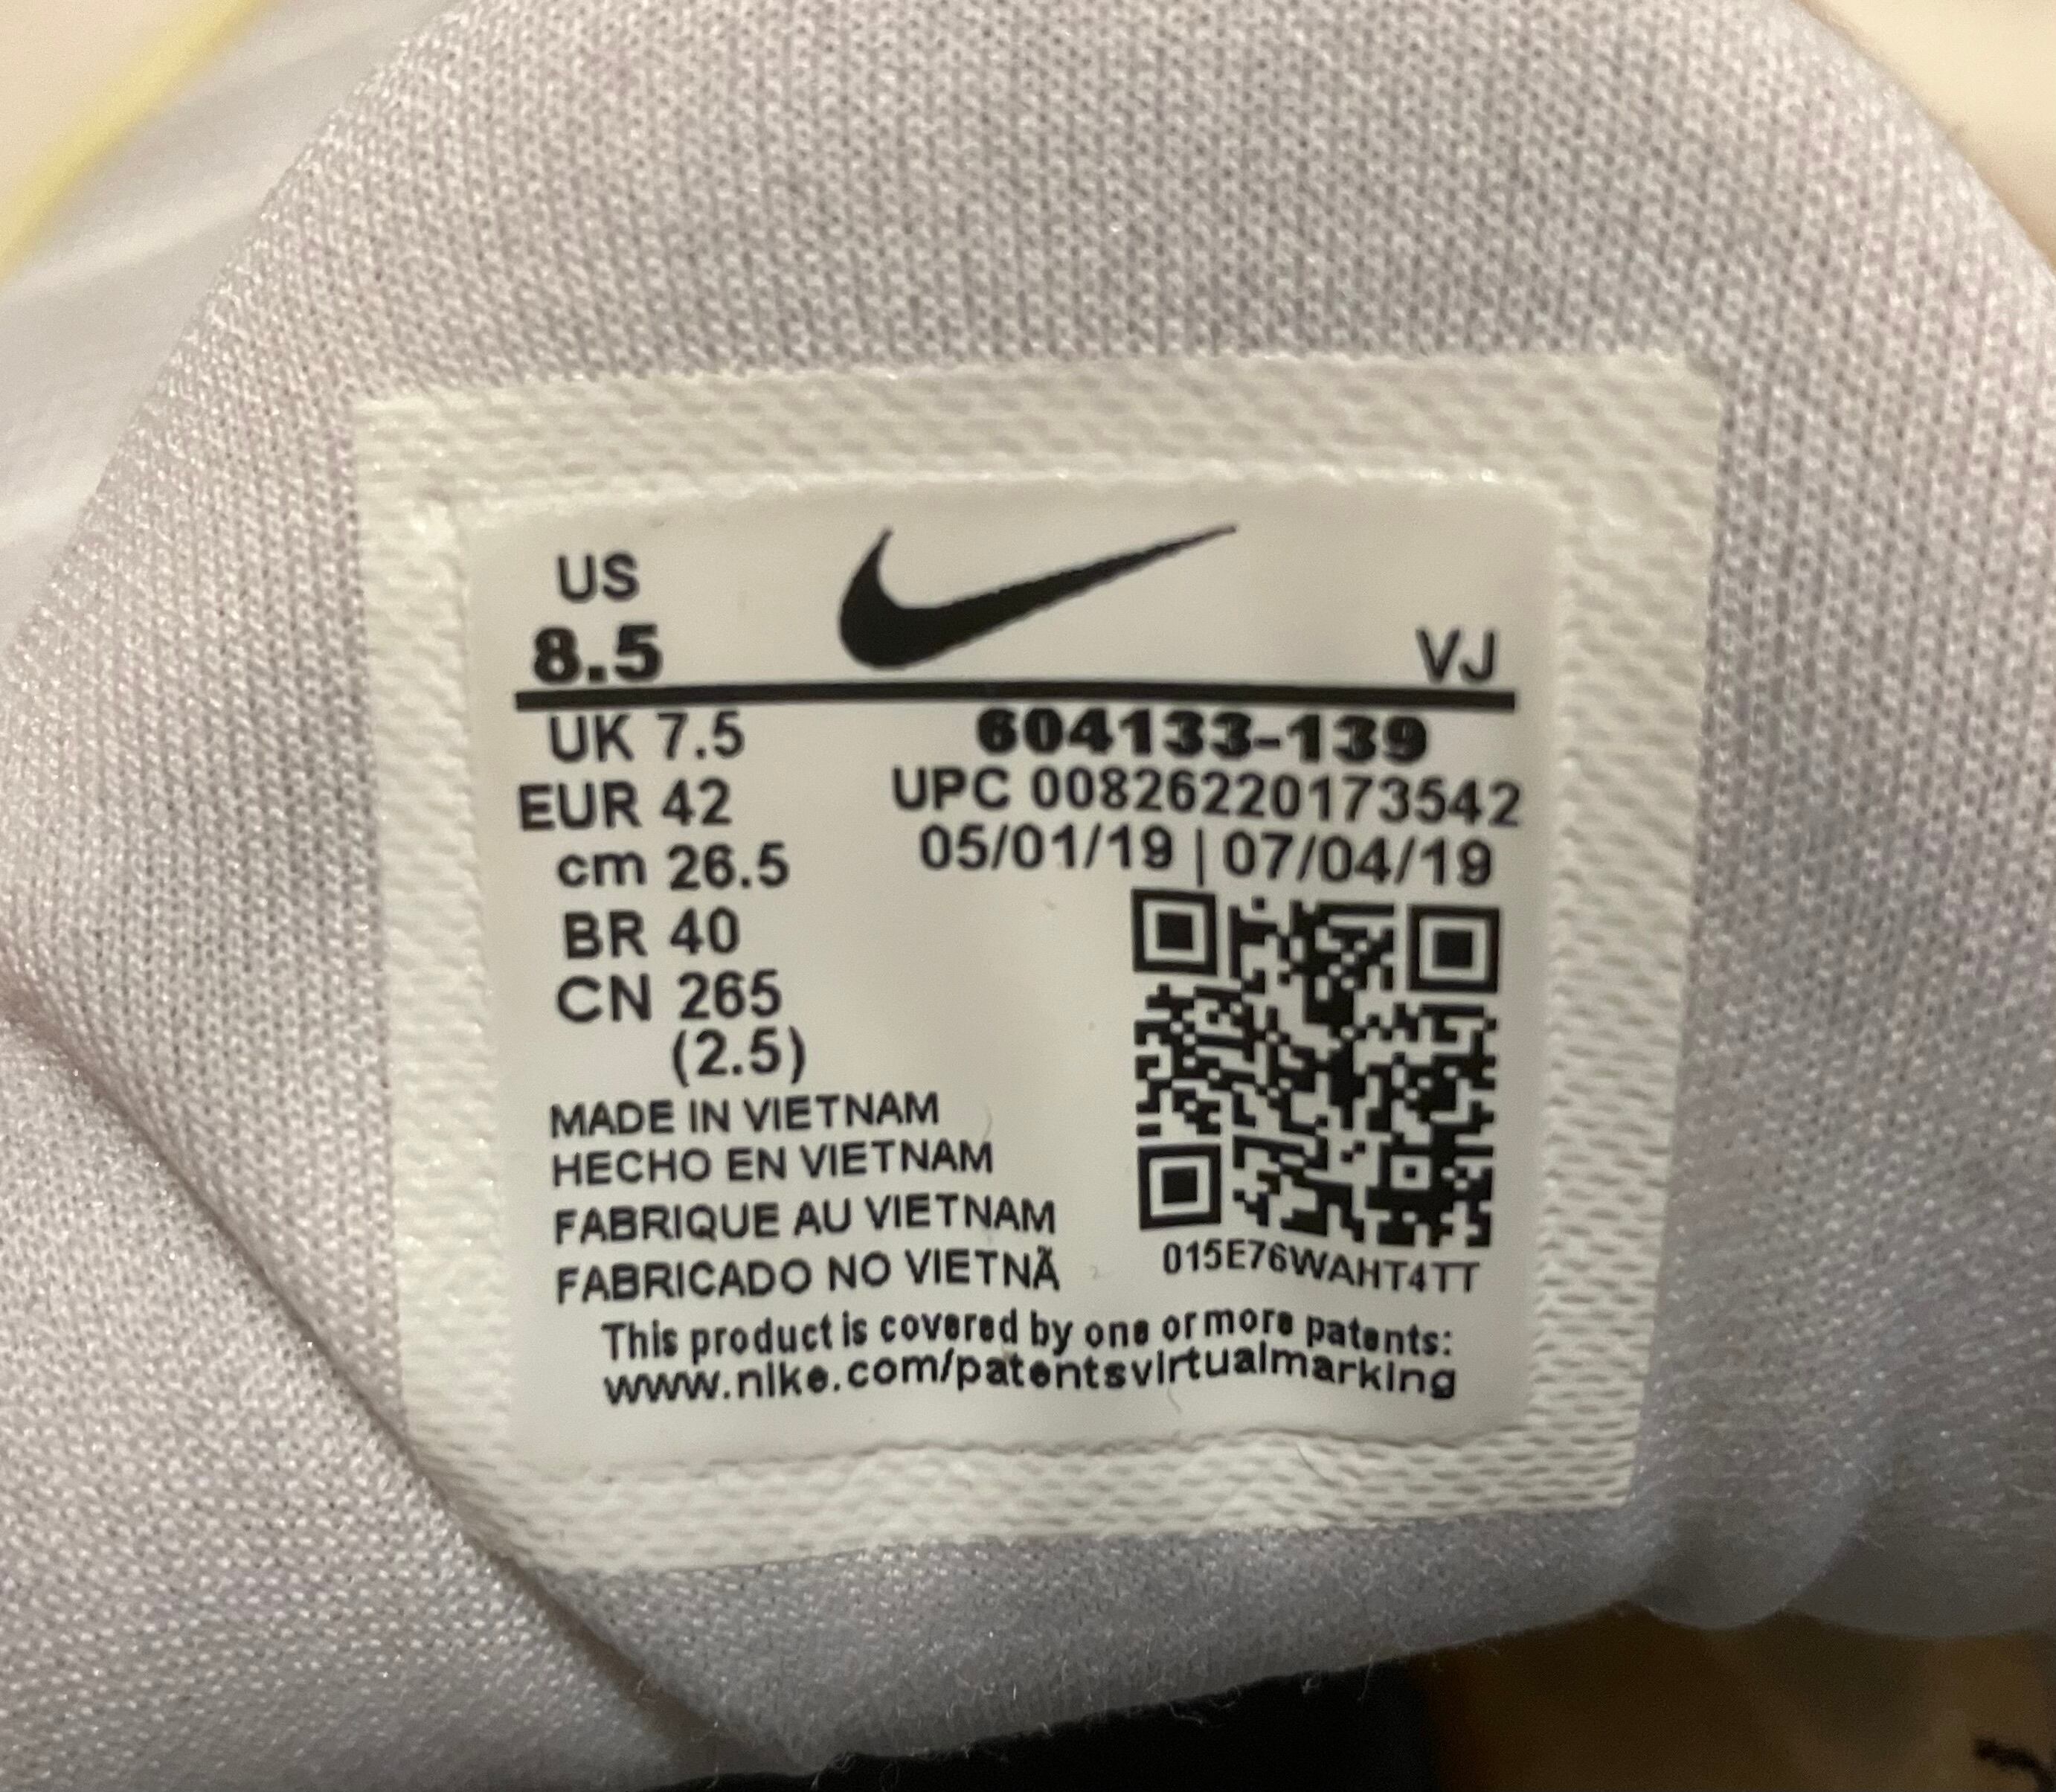 US
8.5
VJ
UK 7.5
EUR 42
cm 26.5
BR 40
CN 265
(2.5)
604133-139
UPC 00826220173542
05/01/19 | 07/04/19
MADE IN VIETNAM
HECHO EN VIETNAM
FABRIQUE AU VIETNAM
FABRICADO NO VIETNÃ
015E76WAHT4TT
This product is covered by one or more patents:
www.nike.com/patentsvirtualmarking